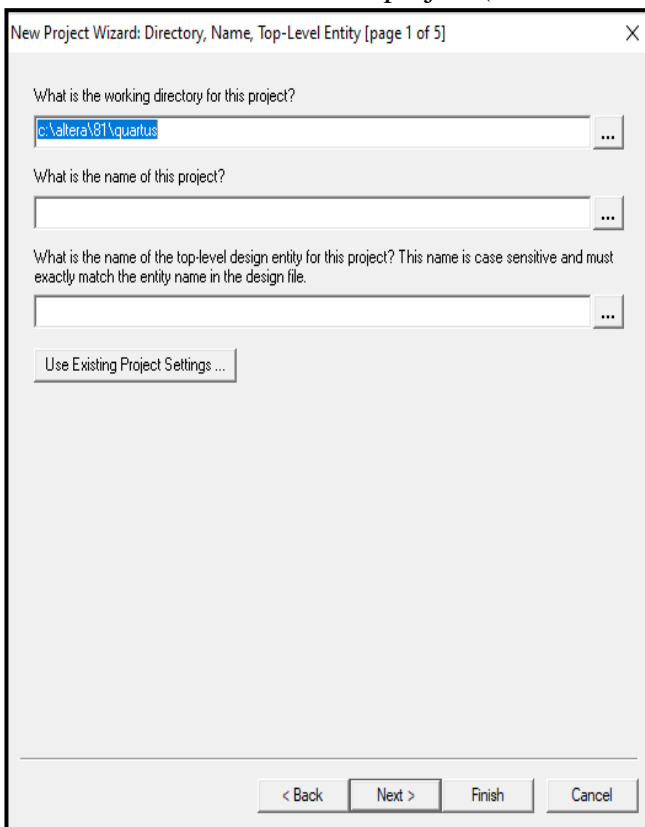 project (
New Project Wizard: Directory, Name, Top-Level Entity [page 1 of 5]
What is the working directory for this project?
c:\altera\81\quartus
...
What is the name of this project?
...
What is the name of the top-level design entity for this project? This name is case sensitive and must
exactly match the entity name in the design file.
...
Use Existing Project Settings ...
< Back Next > Finish Cancel